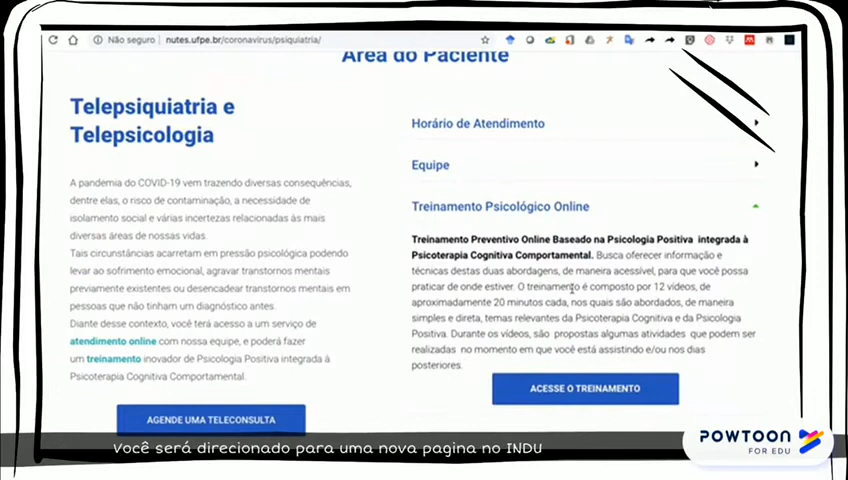 Não seguro nutes.ufpe.br/coronavirus/psiquiatria/
Área do Paciente
Telepsiquiatria e
Telepsicologia
A pandemia do COVID-19 vem trazendo diversas consequências,
dentre elas, o risco de contaminação, a necessidade de
isolamento social e várias incertezas relacionadas às mais
diversas áreas de nossas vidas.
Tais circunstâncias acarretam em pressão psicológica podendo
levar ao sofrimento emocional, agravar transtornos mentais
previamente existentes ou desencadear transtornos mentais em
pessoas que não tinham um diagnóstico antes.
Diante desse contexto, você terá acesso a um serviço de
atendimento online com nossa equipe, e poderá fazer
um treinamento inovador de Psicologia Positiva integrada à
Psicoterapia Cognitiva Comportamental.
AGENDE UMA TELECONSULTA
Horário de Atendimento
Equipe
Treinamento Psicológico Online
Treinamento Preventivo Online Baseado na Psicologia Positiva integrada à
Psicoterapia Cognitiva Comportamental. Busca oferecer informação e
técnicas destas duas abordagens, de maneira acessível, para que você possa
praticar de onde estiver. O treinamento é composto por 12 vídeos, de
aproximadamente 20 minutos cada, nos quais são abordados, de maneira
simples e direta, temas relevantes da Psicoterapia Cognitiva e da Psicologia
Positiva. Durante os vídeos, são propostas algumas atividades que podem ser
realizadas no momento em que você está assistindo e/ou nos dias
posteriores.
ACESSE O TREINAMENTO
Você será direcionado para uma nova pagina no INDU
POWTOON
FOR EDU